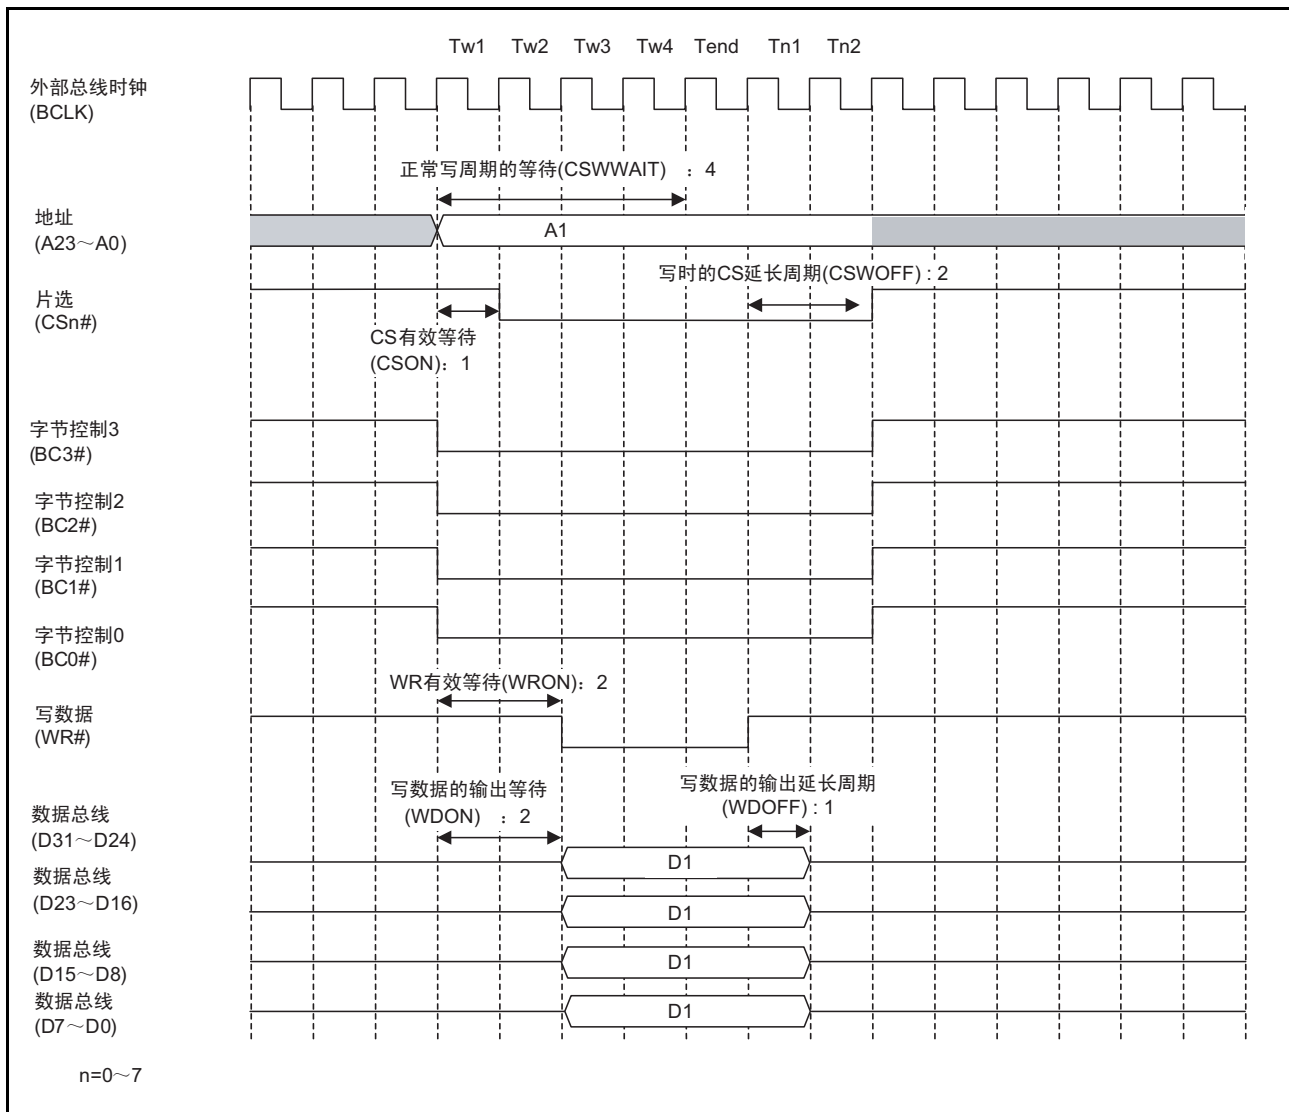 Tw1 Tw2 Tw3 Tw4 Tend Tn1 Tn2
外部总线时钟
(BCLK)
正常写周期的等待(CSWWAIT) : 4
地址
(A23～A0)
A1
写时的CS延长周期(CSWOFF) : 2
片选
(CSn#)
CS有效等待
(CSON): 1
字节控制3
(BC3#)
字节控制2
(BC2#)
字节控制1
(BC1#)
字节控制0
(BC0#)
WR有效等待(WRON): 2
写数据
(WR#)
写数据的输出等待
(WDON) : 2
写数据的输出延长周期
(WDOFF) : 1
数据总线
(D31～D24)
D1
数据总线
(D23～D16)
D1
数据总线
(D15～D8)
D1
数据总线
(D7～D0)
D1
n=0～7